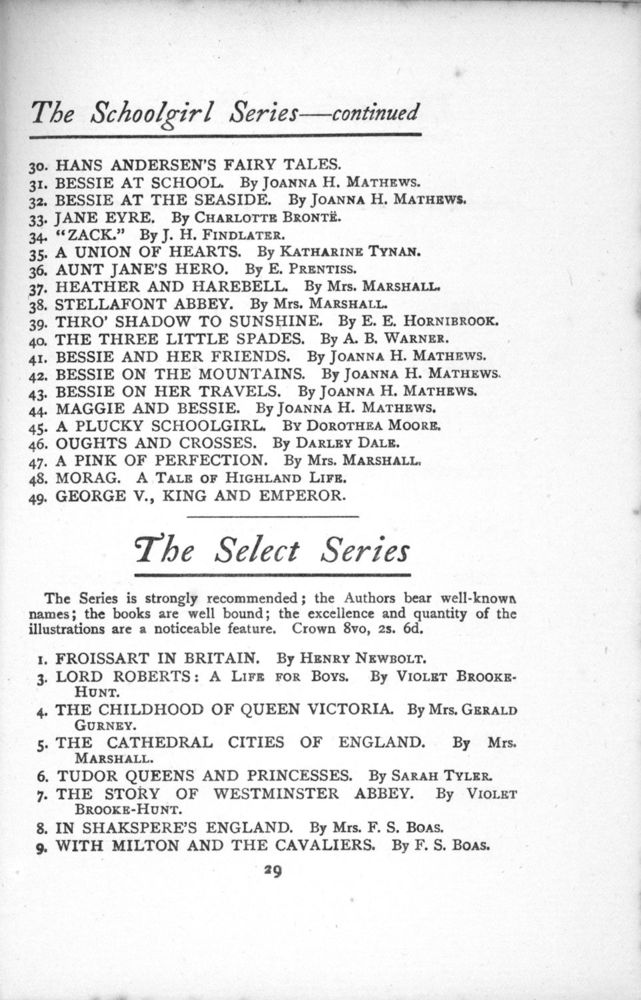 The Schoolgirl Series—continued
30. HANS ANDERSEN'S FAIRY TALES.
31. BESSIE AT SCHOOL. By JOANNA H. MATHEWS.
32. BESSIE AT THE SEASIDE. By JOANNA H. MATHEWS.
33. JANE EYRE. By CHARLOTTE BRONTË.
34. "ZACK." By J. H. FINDLATER.
35. A UNION OF HEARTS. By KATHARINE TYNAN.
36. AUNT JANE'S HERO. By E. PRENTISS.
37. HEATHER AND HAREBELL. By Mrs. MARSHALL.
38. STELLAFONT ABBEY. By Mrs. MARSHALL.
39. THRO' SHADOW TO SUNSHINE. By E. E. HORNIBROOK.
40. THE THREE LITTLE SPADES. By A. B. WARNER.
41. BESSIE AND HER FRIENDS. By JOANNA H. MATHEWS.
42. BESSIE ON THE MOUNTAINS. By JOANNA H. MATHEWS.
43. BESSIE ON HER TRAVELS. By JOANNA H. MATHEWS.
44. MAGGIE AND BESSIE. By JOANNA H. MATHEWS.
45. A PLUCKY SCHOOLGIRL. BY DOROTHEA MOORE.
46. OUGHTS AND CROSSES. By DARLEY DALE.
47. A PINK OF PERFECTION. By Mrs. MARSHALL.
48. MORAG. A TALE OF HIGHLAND LIFE.
49. GEORGE V., KING AND EMPEROR.
The Select Series
The Series is strongly recommended; the Authors bear well-known
names; the books are well bound; the excellence and quantity of the
illustrations are a noticeable feature. Crown 8vo, 2s. 6d.
1. FROISSART IN BRITAIN. By HENRY NEWBOLT.
3. LORD ROBERTS: A LIFE FOR BOYS. By VIOLET BROOKE-
HUNT.
4. THE CHILDHOOD OF QUEEN VICTORIA. By Mrs. GERALD
GURNEY.
5. THE CATHEDRAL CITIES OF ENGLAND. By Mrs.
MARSHALL.
6. TUDOR QUEENS AND PRINCESSES. By SARAH TYLER.
7. THE STORY OF WESTMINSTER ABBEY. By VIOLET
BROOKE-HUNT.
8. IN SHAKSPERE'S ENGLAND. By Mrs. F. S. BOAS.
9. WITH MILTON AND THE CAVALIERS. By F. S. BOAS.
29